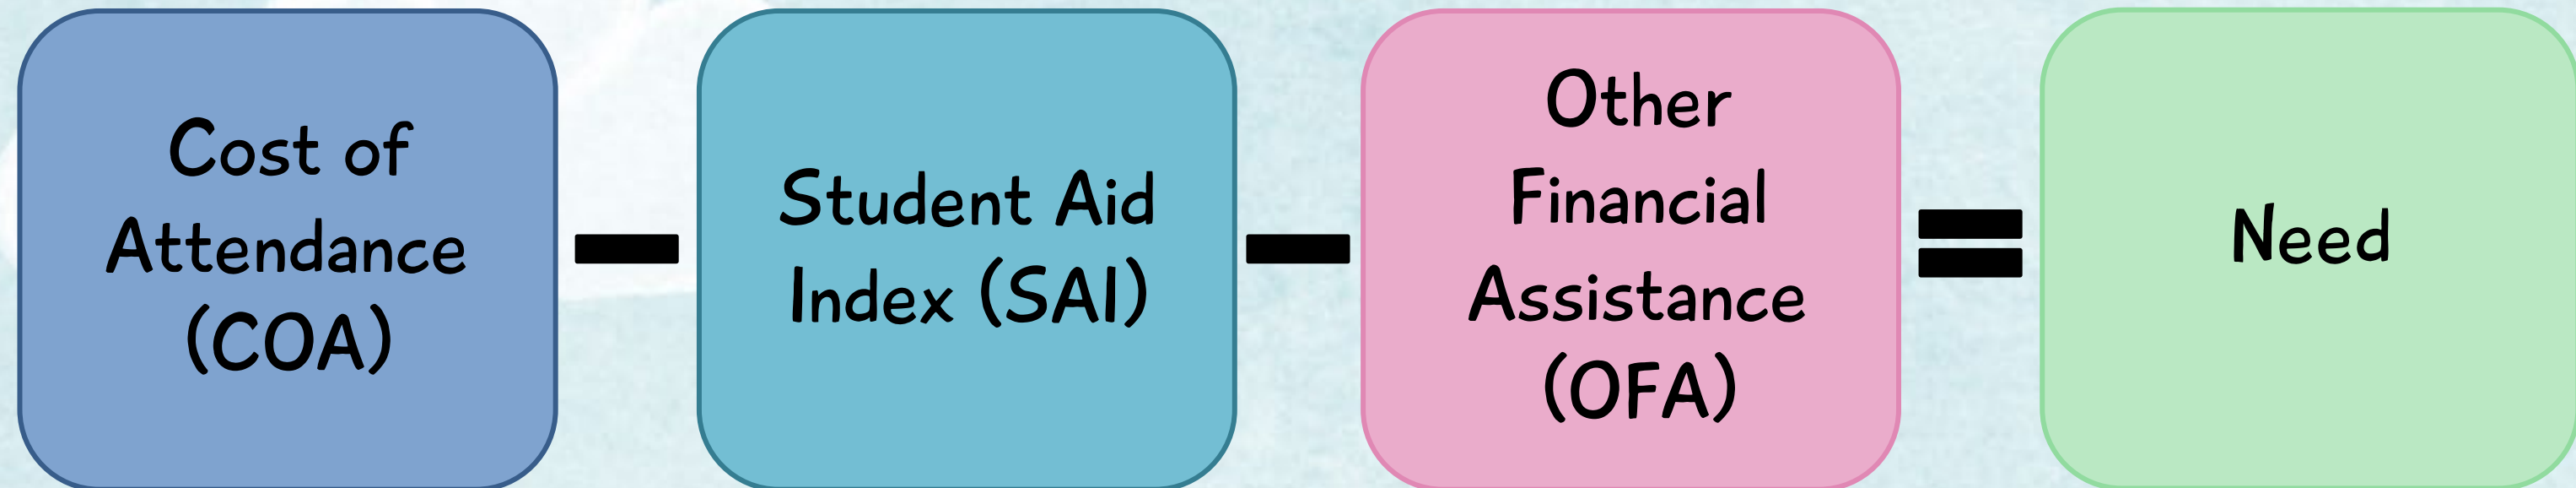 Cost of
Attendance
(COA)
Student Aid
Index (SAI)
Other
Financial
Assistance
(OFA)
Need